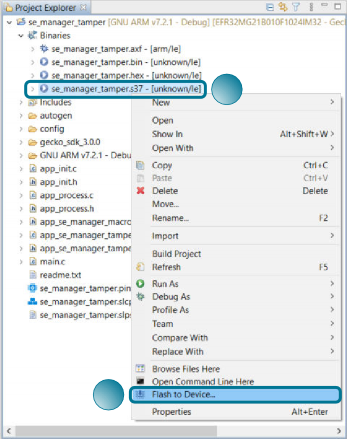 Project Explorer
se_manager_tamper [GNU ARM - Debug] [EFR32MG21B010F1024IM32 - Gecko
Binaries
se_manager_tamper.axf - [arm/le]
se_manager_tamper.bin - [unknown/le]
se_manager_tamper.hex - [unknown/le]
se_manager_tamper.s37 - [unknown/le]
Includes
autogen
config
gecko_sdk_3.0.0
GNU ARM v7.2.1 - Debu
app_init.c
app_init.h
app_process.c
app_process.h
app_se_manager_macro
app_se_manager_tampe
app_se_manager_tampe
main.c
readme.txt
se_manager_tamper.pin
se_manager_tamper.slcp
se_manager_tamper.slps
New
Open
Show In Alt+Shift+W
Open With
Copy Ctrl+C
Paste Ctrl+V
Delete Delete
Move...
Rename... F2
Import
Build Project
Refresh F5
Run As
Debug As
Profile As
Team
Compare With
Replace With
Browse Files Here
Open Command Line Here
Flash to Device...
Properties Alt+Enter